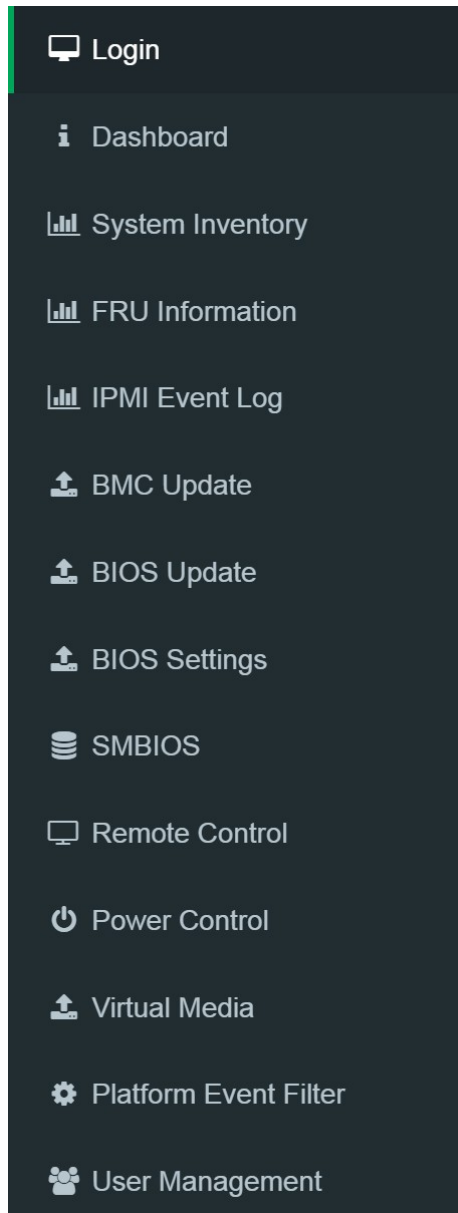 Login
Dashboard
System Inventory
FRU Information
IPMI Event Log
BMC Update
BIOS Update
BIOS Settings
SMBIOS
Remote Control
Power Control
Virtual Media
Platform Event Filter
User Management